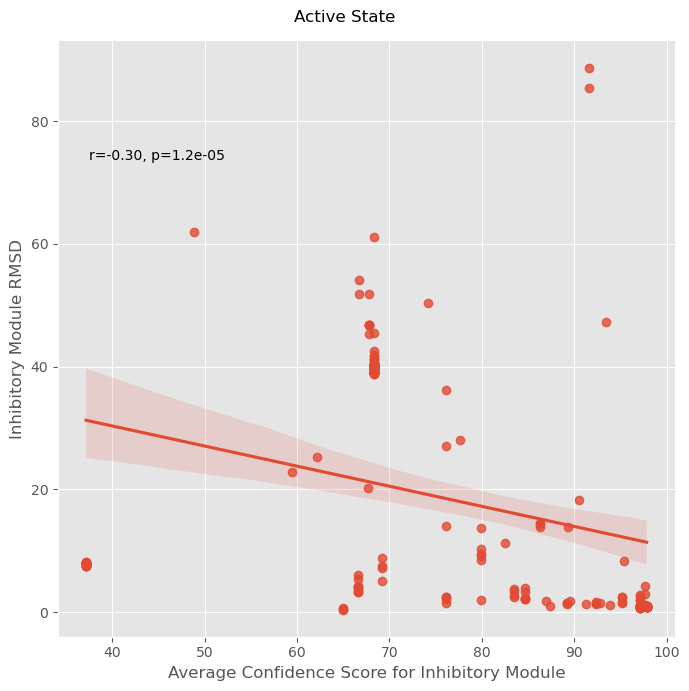 Active State
80
60
40
20
0
r=-0.30, p=1.2e-05
Inhibitory Module RMSD
40 50 60 70 80 90 100
Average Confidence Score for Inhibitory Module